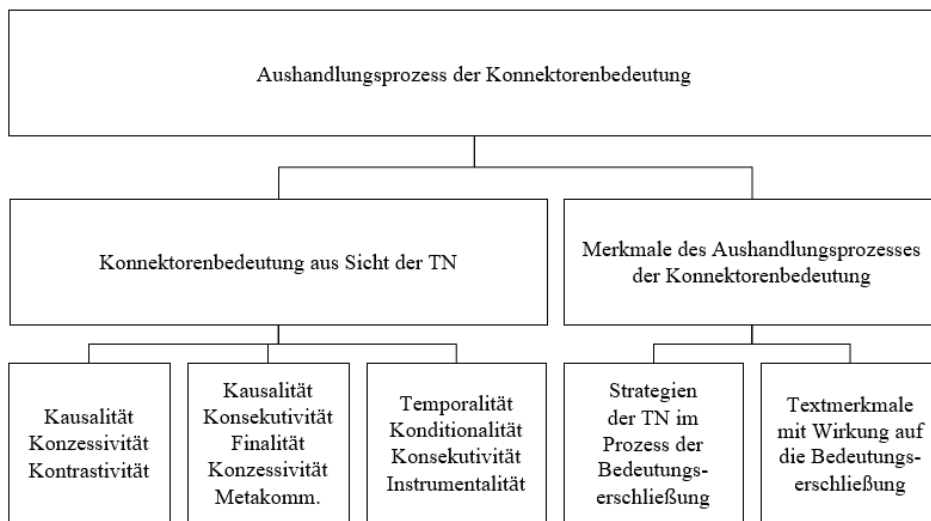 Aushandlungsprozess der Konnektorenbedeutung
Konnektorenbedeutung aus Sicht der TN
Merkmale des Aushandlungsprozesses
der Konnektorenbedeutung
Kausalität
Konzessivität
Kontrastivität
Kausalität
Konsekutivität
Finalität
Konzessivität
Metakomm.
Temporalität
Konditionalität
Konsekutivität
Instrumentalität
Strategien
der TN im
Prozess der
Bedeutungs-
erschließung
Textmerkmale
mit Wirkung auf
die Bedeutungs-
erschließung